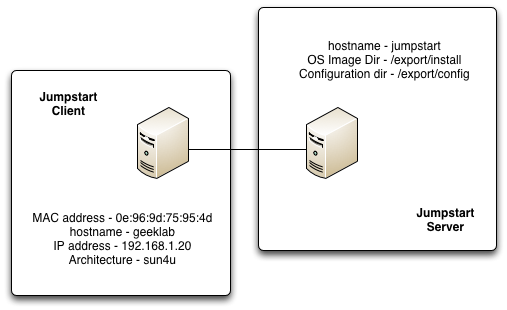 hostname - jumpstart
OS Image Dir - /export/install
Configuration dir - /export/config
Jumpstart
Client
MAC address - 0e:96:9d:75:95:4d
hostname - geeklab
IP address - 192.168.1.20
Architecture - sun4u
Jumpstart
Server